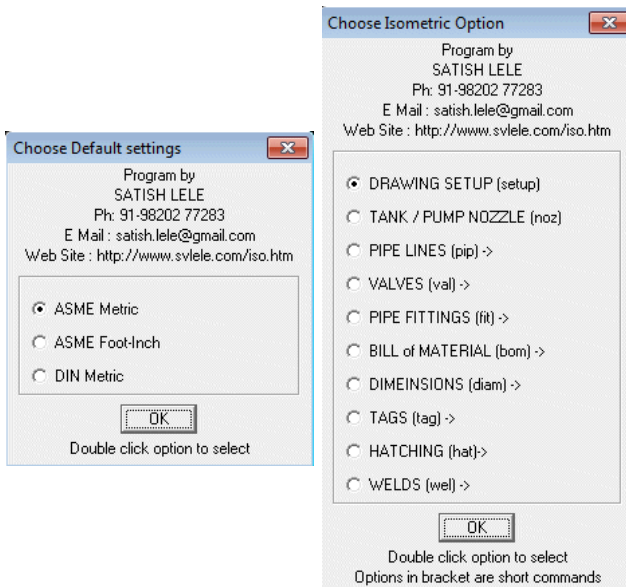 Choose Default settings
Program by
SATISH LELE
Ph: 91-98202 77283
E Mail : satish.lele@gmail.com
Web Site : http://www.svlele.com/iso.htm
ASME Metric
ASME Foot-Inch
DIN Metric
OK
Double click option to select
Choose Isometric Option
Program by
SATISH LELE
Ph: 91-98202 77283
E Mail : satish.lele@gmail.com
Web Site : http://www.svlele.com/iso.htm
DRAWING SETUP (setup)
TANK / PUMP NOZZLE (noz)
PIPE LINES (pip) ->
VALVES (val) ->
PIPE FITTINGS (fit) ->
BILL of MATERIAL (bom) ->
DIMEINSIONS (diam) ->
TAGS (tag) ->
HATCHING (hat)->
WELDS (wel) ->
OK
Double click option to select
Options in bracket are short commands